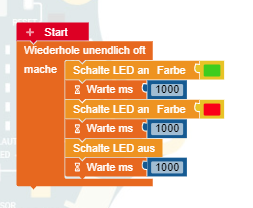 + Start
Wiederhole unendlich oft
mache Schalte LED an Farbe
Warte ms 1000
Schalte LED an Farbe
Warte ms 1000
Schalte LED aus
Warte ms 1000